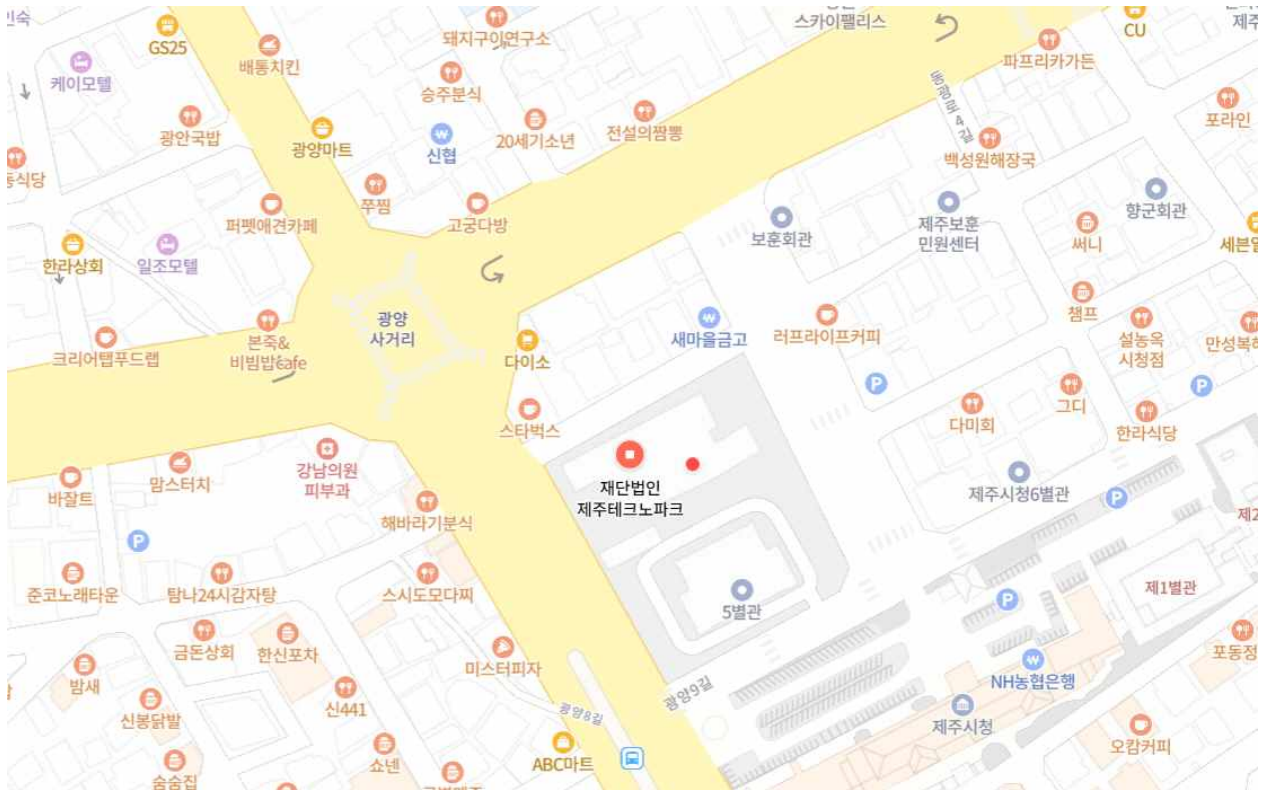 스카이팰리스
GS25
돼지구이연구소
CU
제주
배통치킨
파프리카가든
케이모텔
승주분식
동광로4길
광안국밥
광양마트
신협
20세기소년
전설의짬뽕
포라인
백성원해장국
쭈찜
퍼펫애견카페
고궁다방
보훈회관
제주보훈
민원센터
향군회관
써니
한라상회
일조모텔
광양
사거리
챔프
본죽&
비빔밥cafe
크리어탭푸드랩
다이소
새마을금고
러프라이프커피
설농옥
시청점
P
P
스타벅스
다미회
그디
한라식당
강남의원
피부과
바잘트
맘스터치
재단법인
제주테크노파크
제주시청6별관
P
해바라기분식
P
준코노래타운
탐나24시감자탕
스시도모다찌
5별관
P
제1별관
금돈상회
한신포차
미스터피자
NH농협은행
밤새
신441
광양9길
신봉닭발
광양8길
제주시청
오캄커피
쇼넨
ABC마트
숨숨집